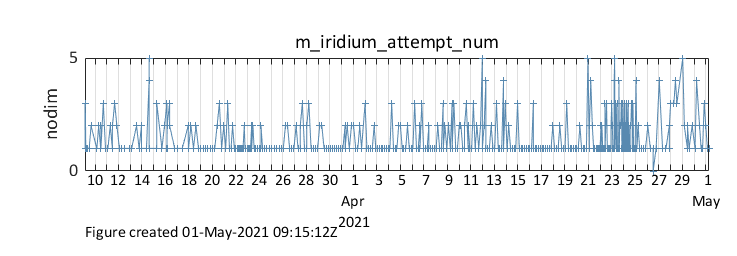 m_iridium_attempt_num
5
nodim
0
10 12 14 16 18 20 22 24 26 28 30 1 3 5 7 9 11 13 15 17 19 21 23 25 27 29 1
Apr May
2021
Figure created 01-May-2021 09:15:12Z